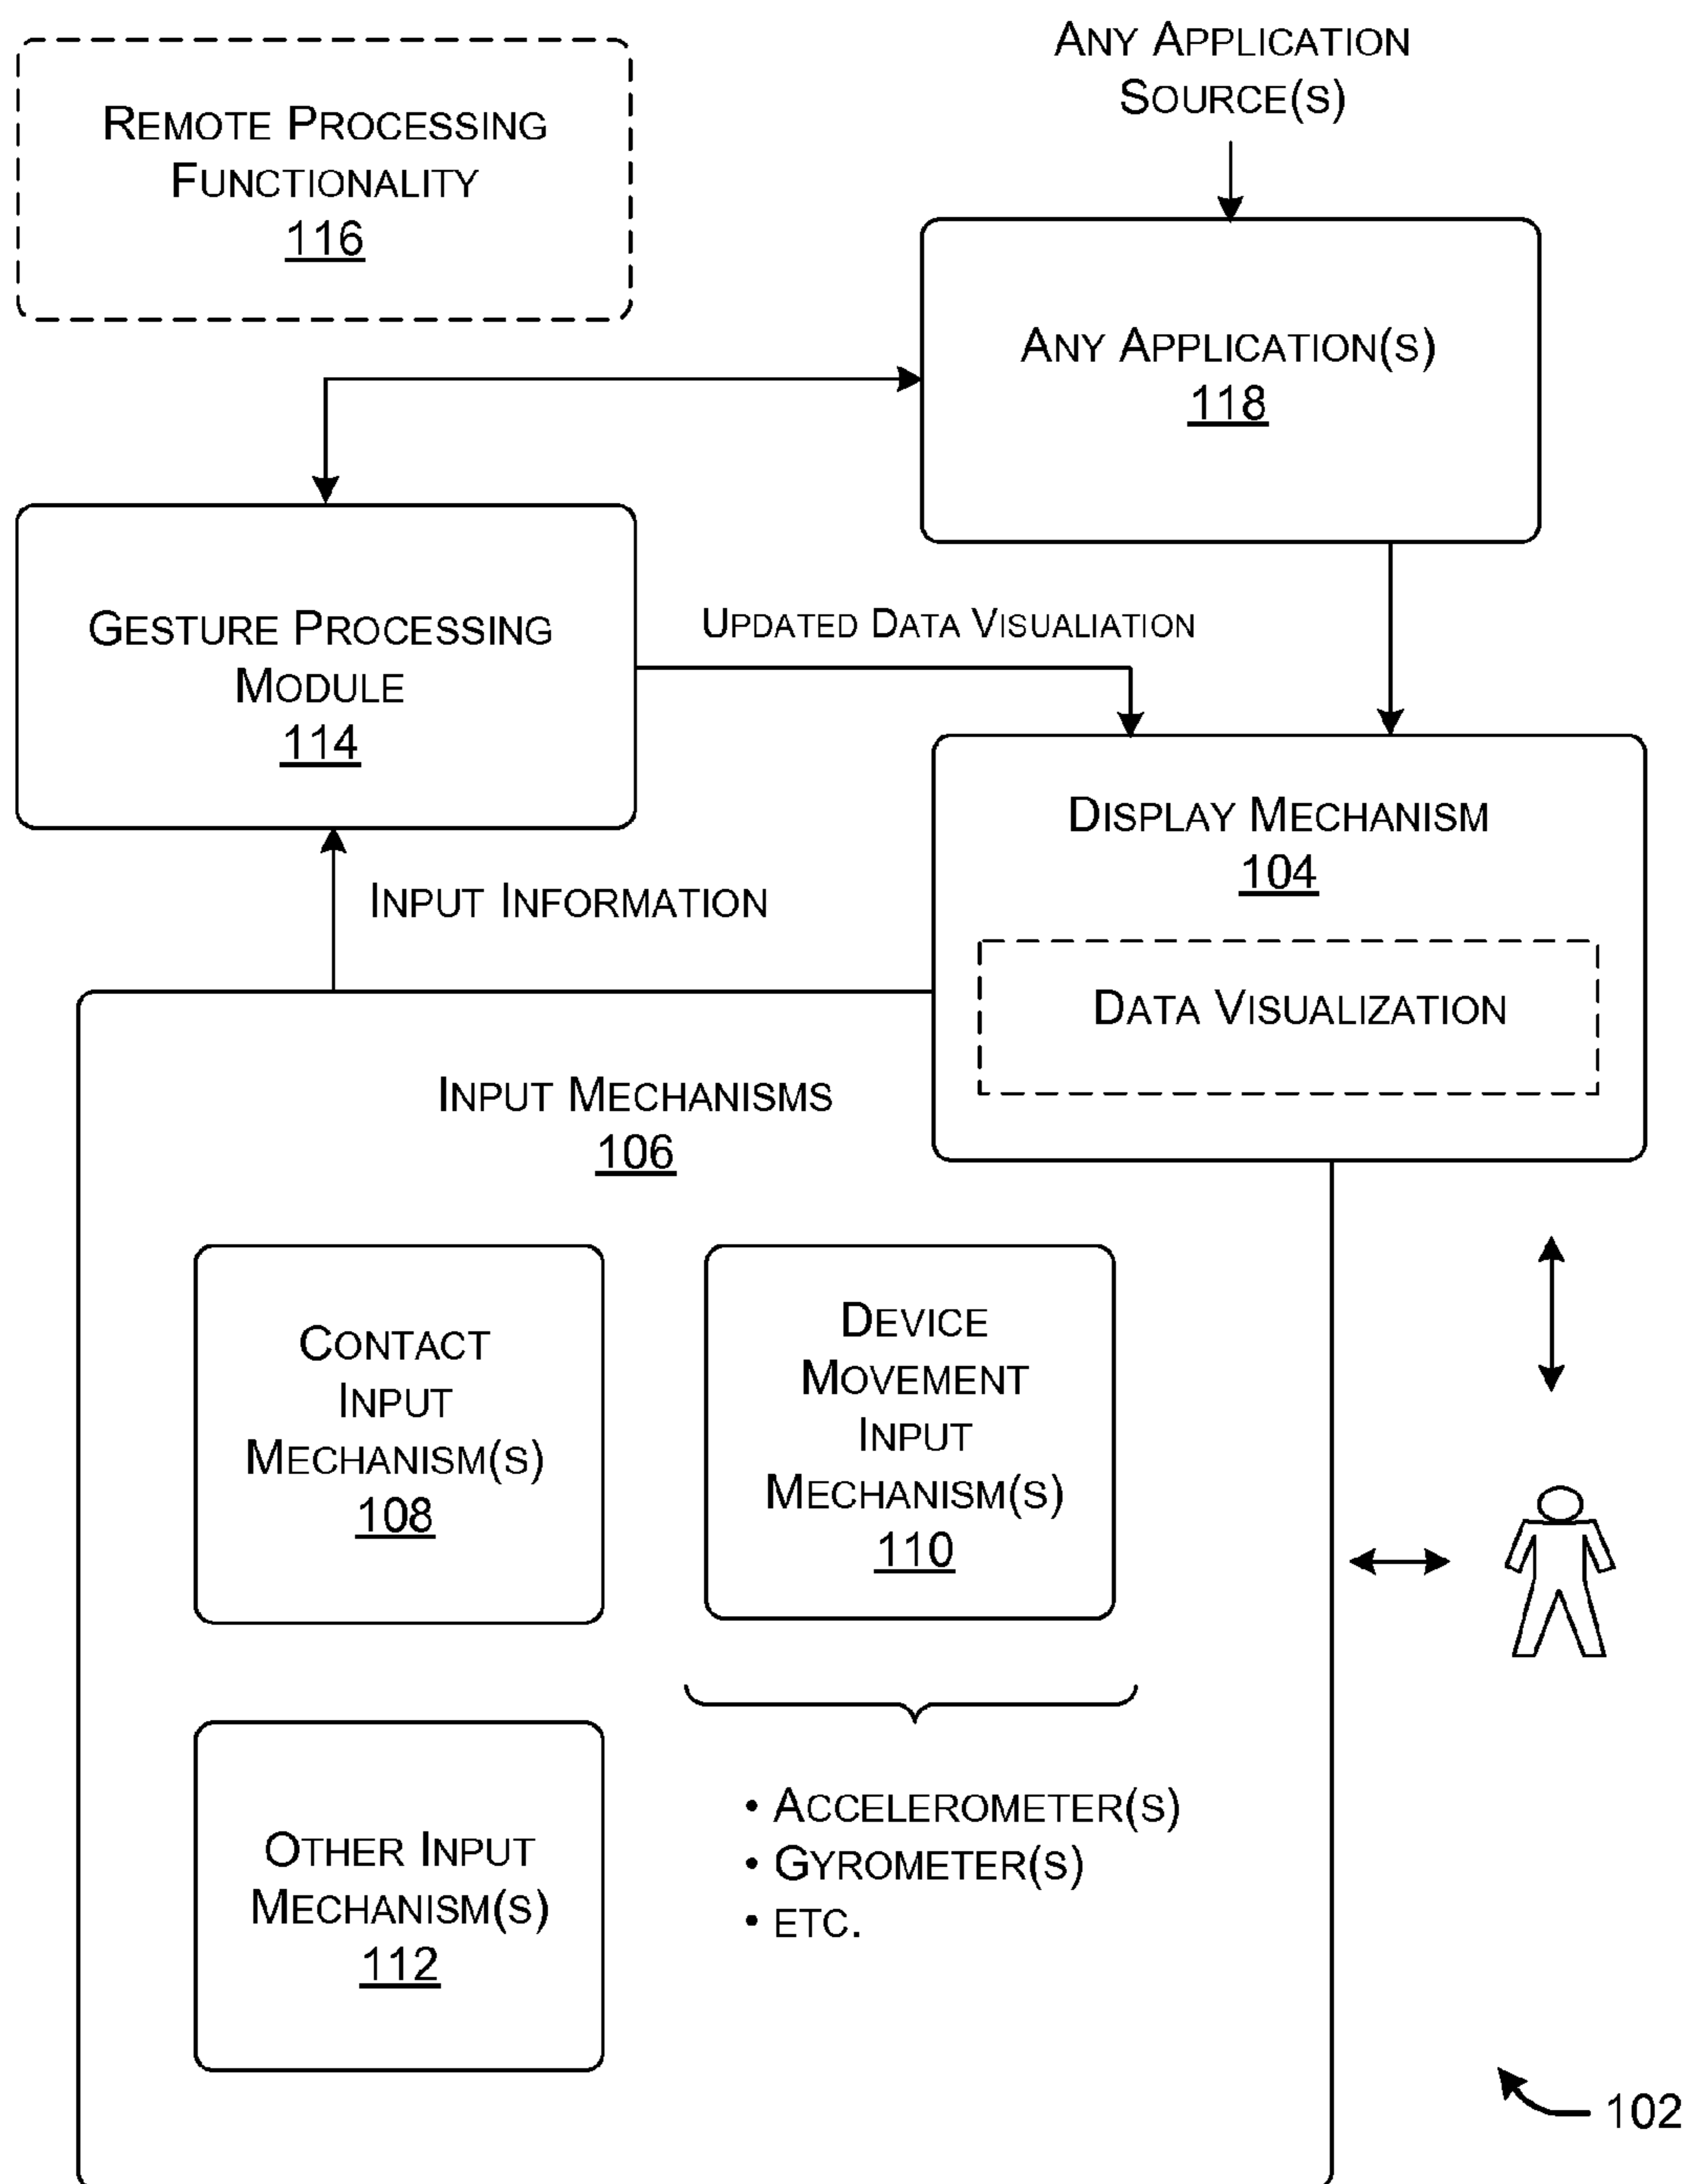 REMOTE PROCESSING
FUNCTIONALITY
116
ANY APPLICATION
SOURCE(S)
ANY APPLICATION(S)
118
GESTURE PROCESSING
MODULE
114
UPDATED DATA VISUALIATION
DISPLAY MECHANISM
104
DATA VISUALIZATION
INPUT INFORMATION
INPUT MECHANISMS
106
CONTACT
INPUT
MECHANISM(S)
108
DEVICE
MOVEMENT
INPUT
MECHANISM(S)
110
OTHER INPUT
MECHANISM(S)
112
• ACCELEROMETER(S)
• GYROMETER(S)
• ETC.
102